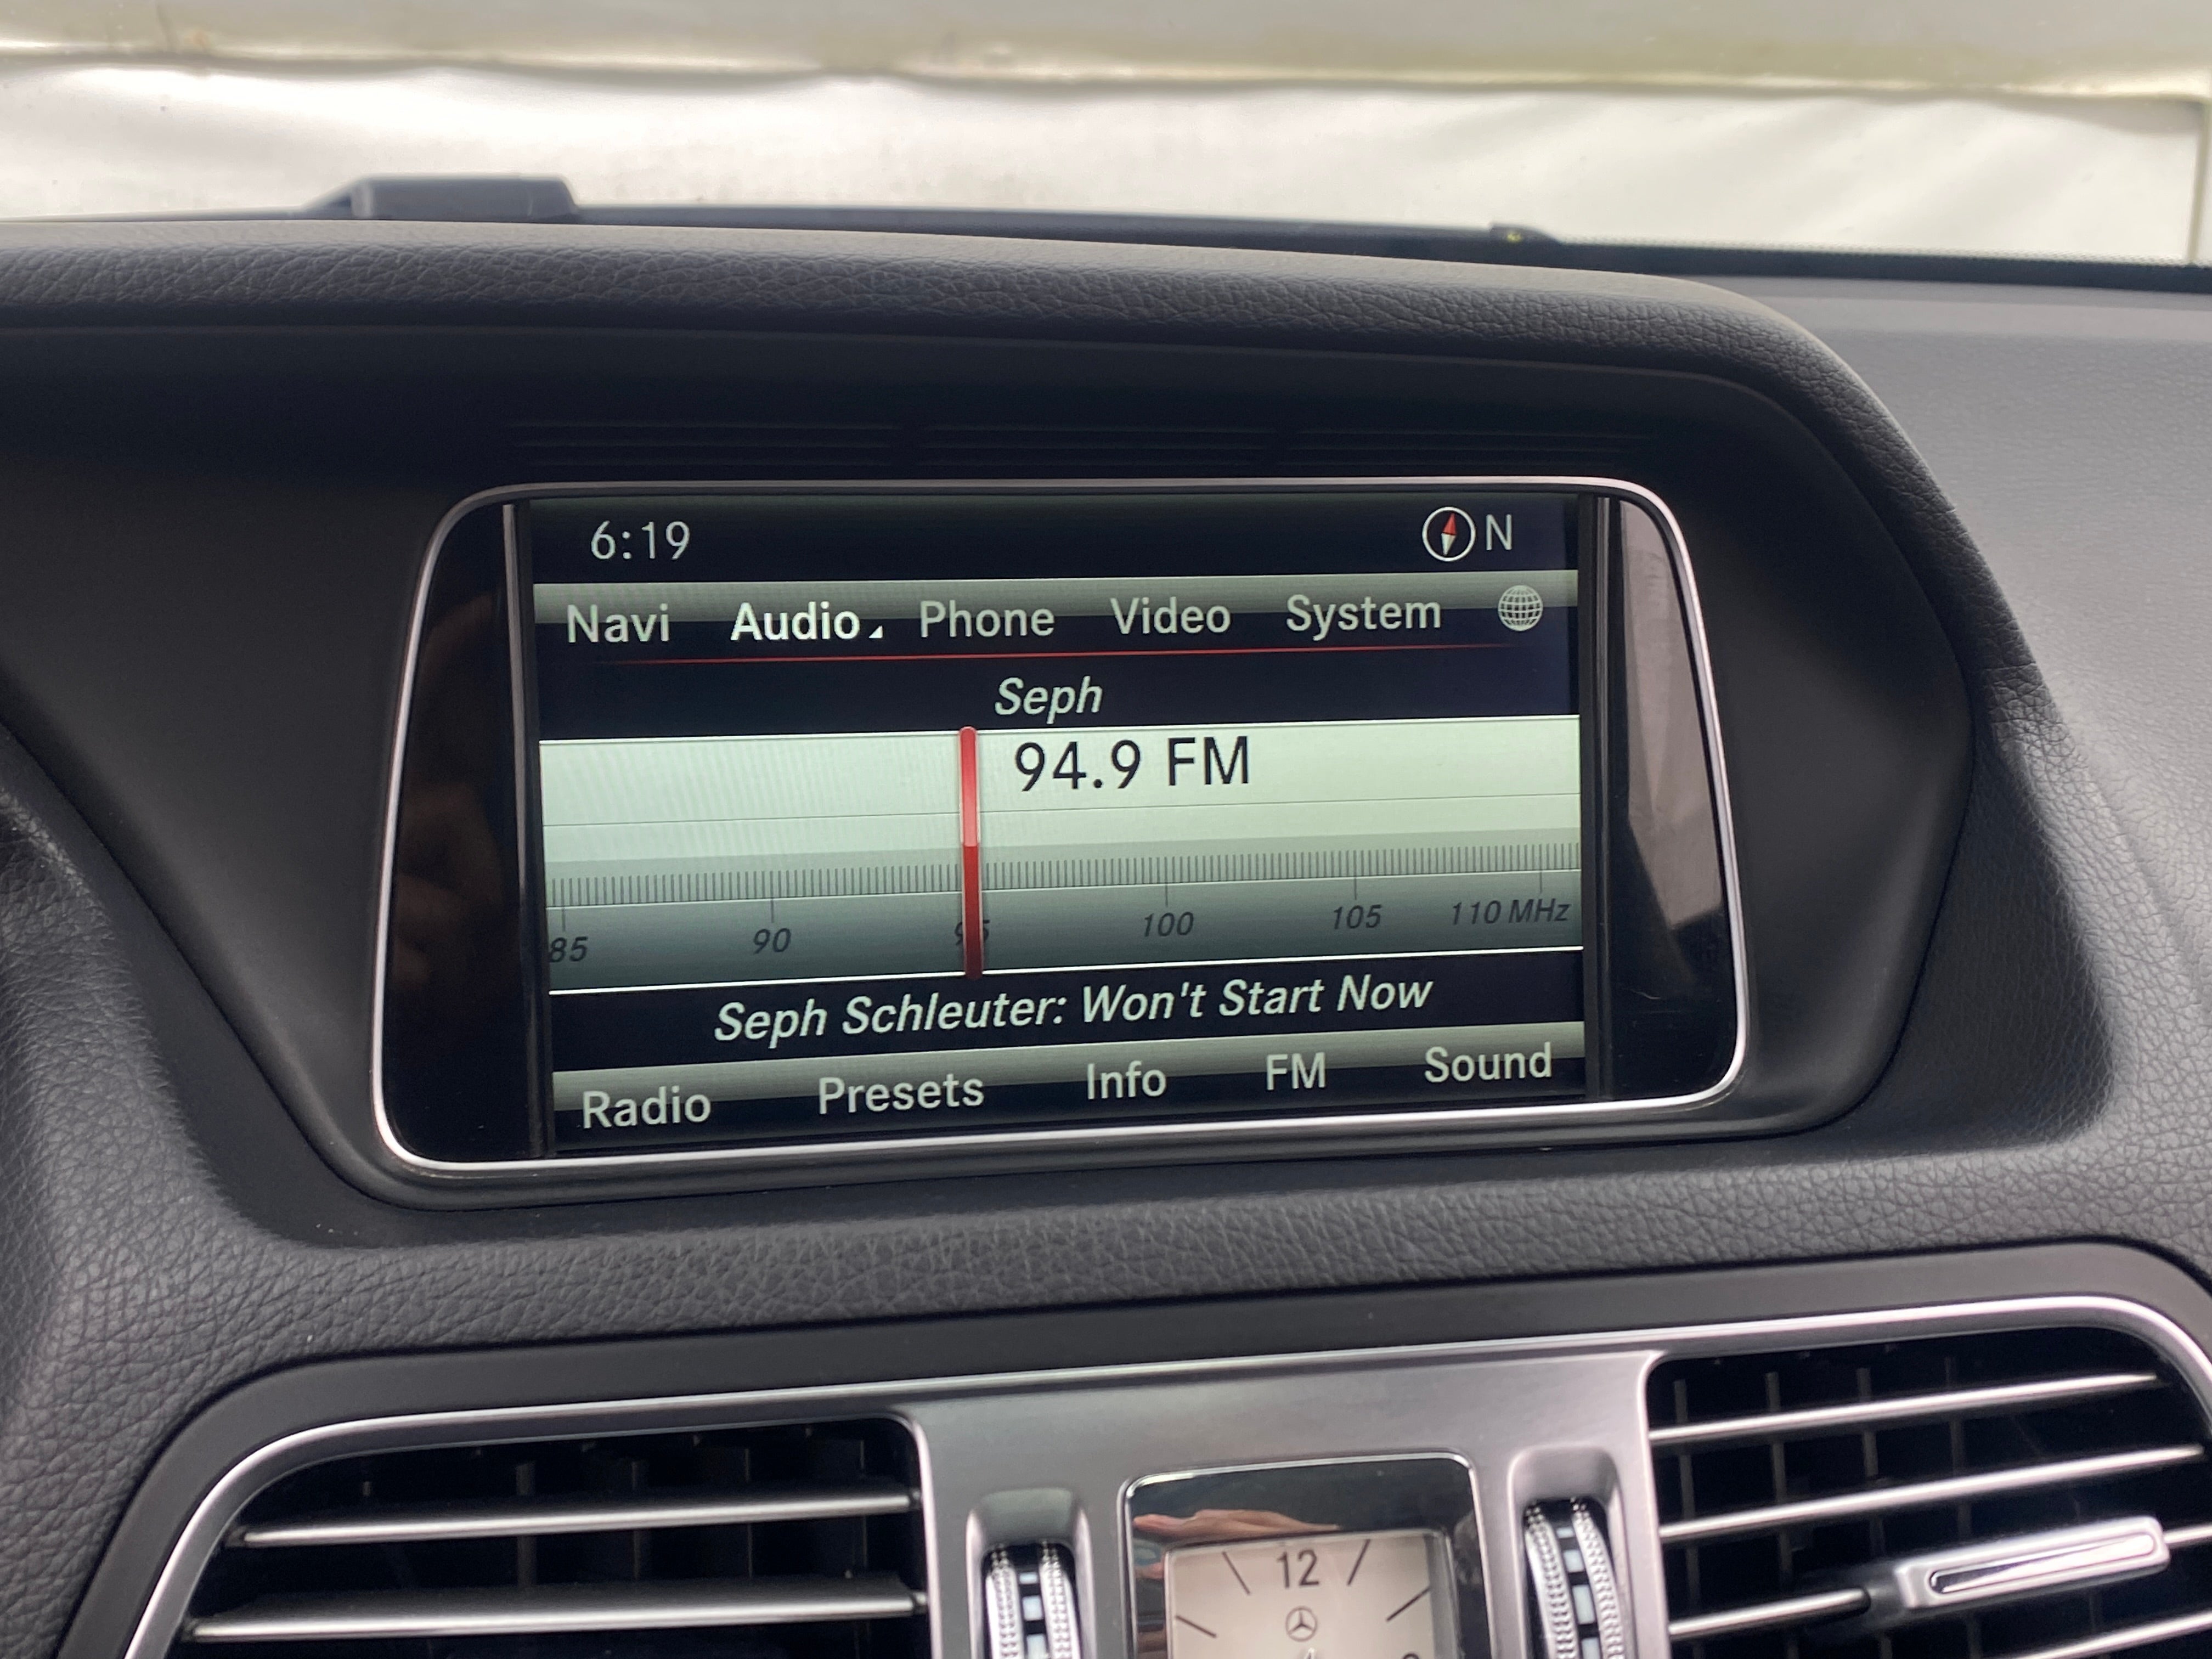 6:19 N
Navi Audio Phone Video System
Seph
94.9 FM
85 90 95 100 105 110 MHz
Seph Schleuter: Won't Start Now
Radio Presets Info FM Sound
12